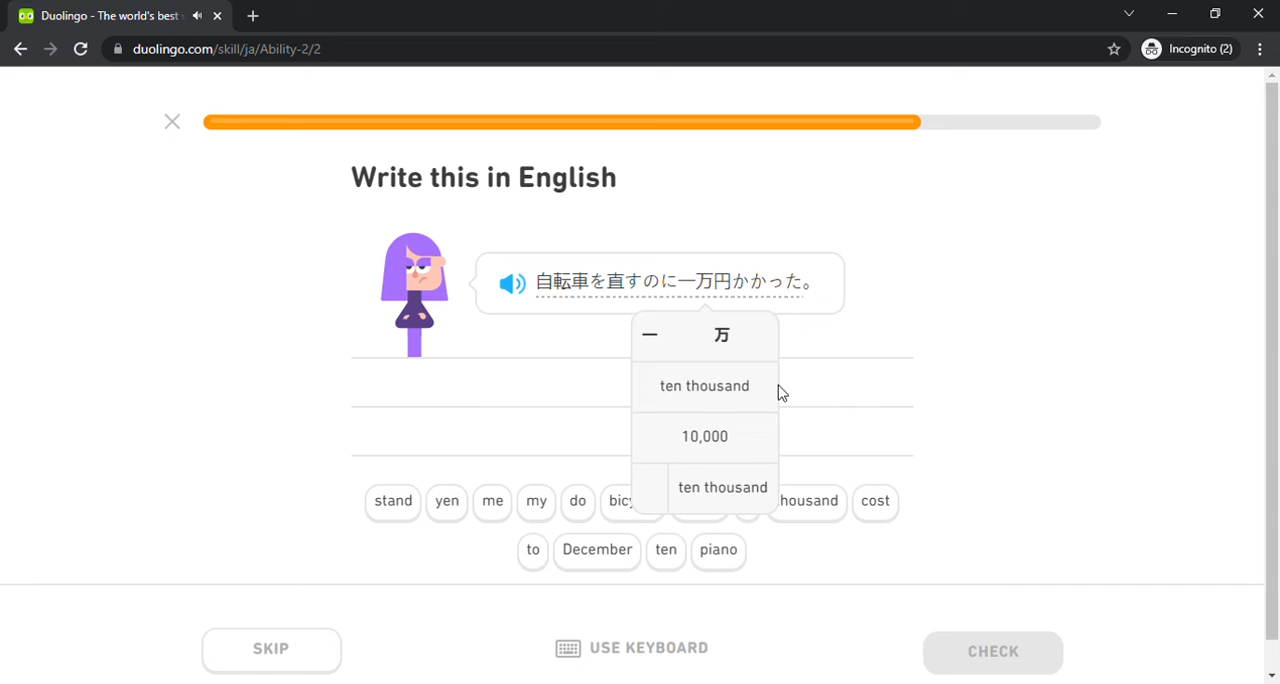 Duolingo - The world's best
duolingo.com/skill/ja/Ability-2/2
Incognito (2)
Write this in English
自転車を直すのに一万円かかった。
一 万
ten thousand
10,000
ten thousand
stand yen me my do cost
to December ten piano
SKIP
USE KEYBOARD
CHECK